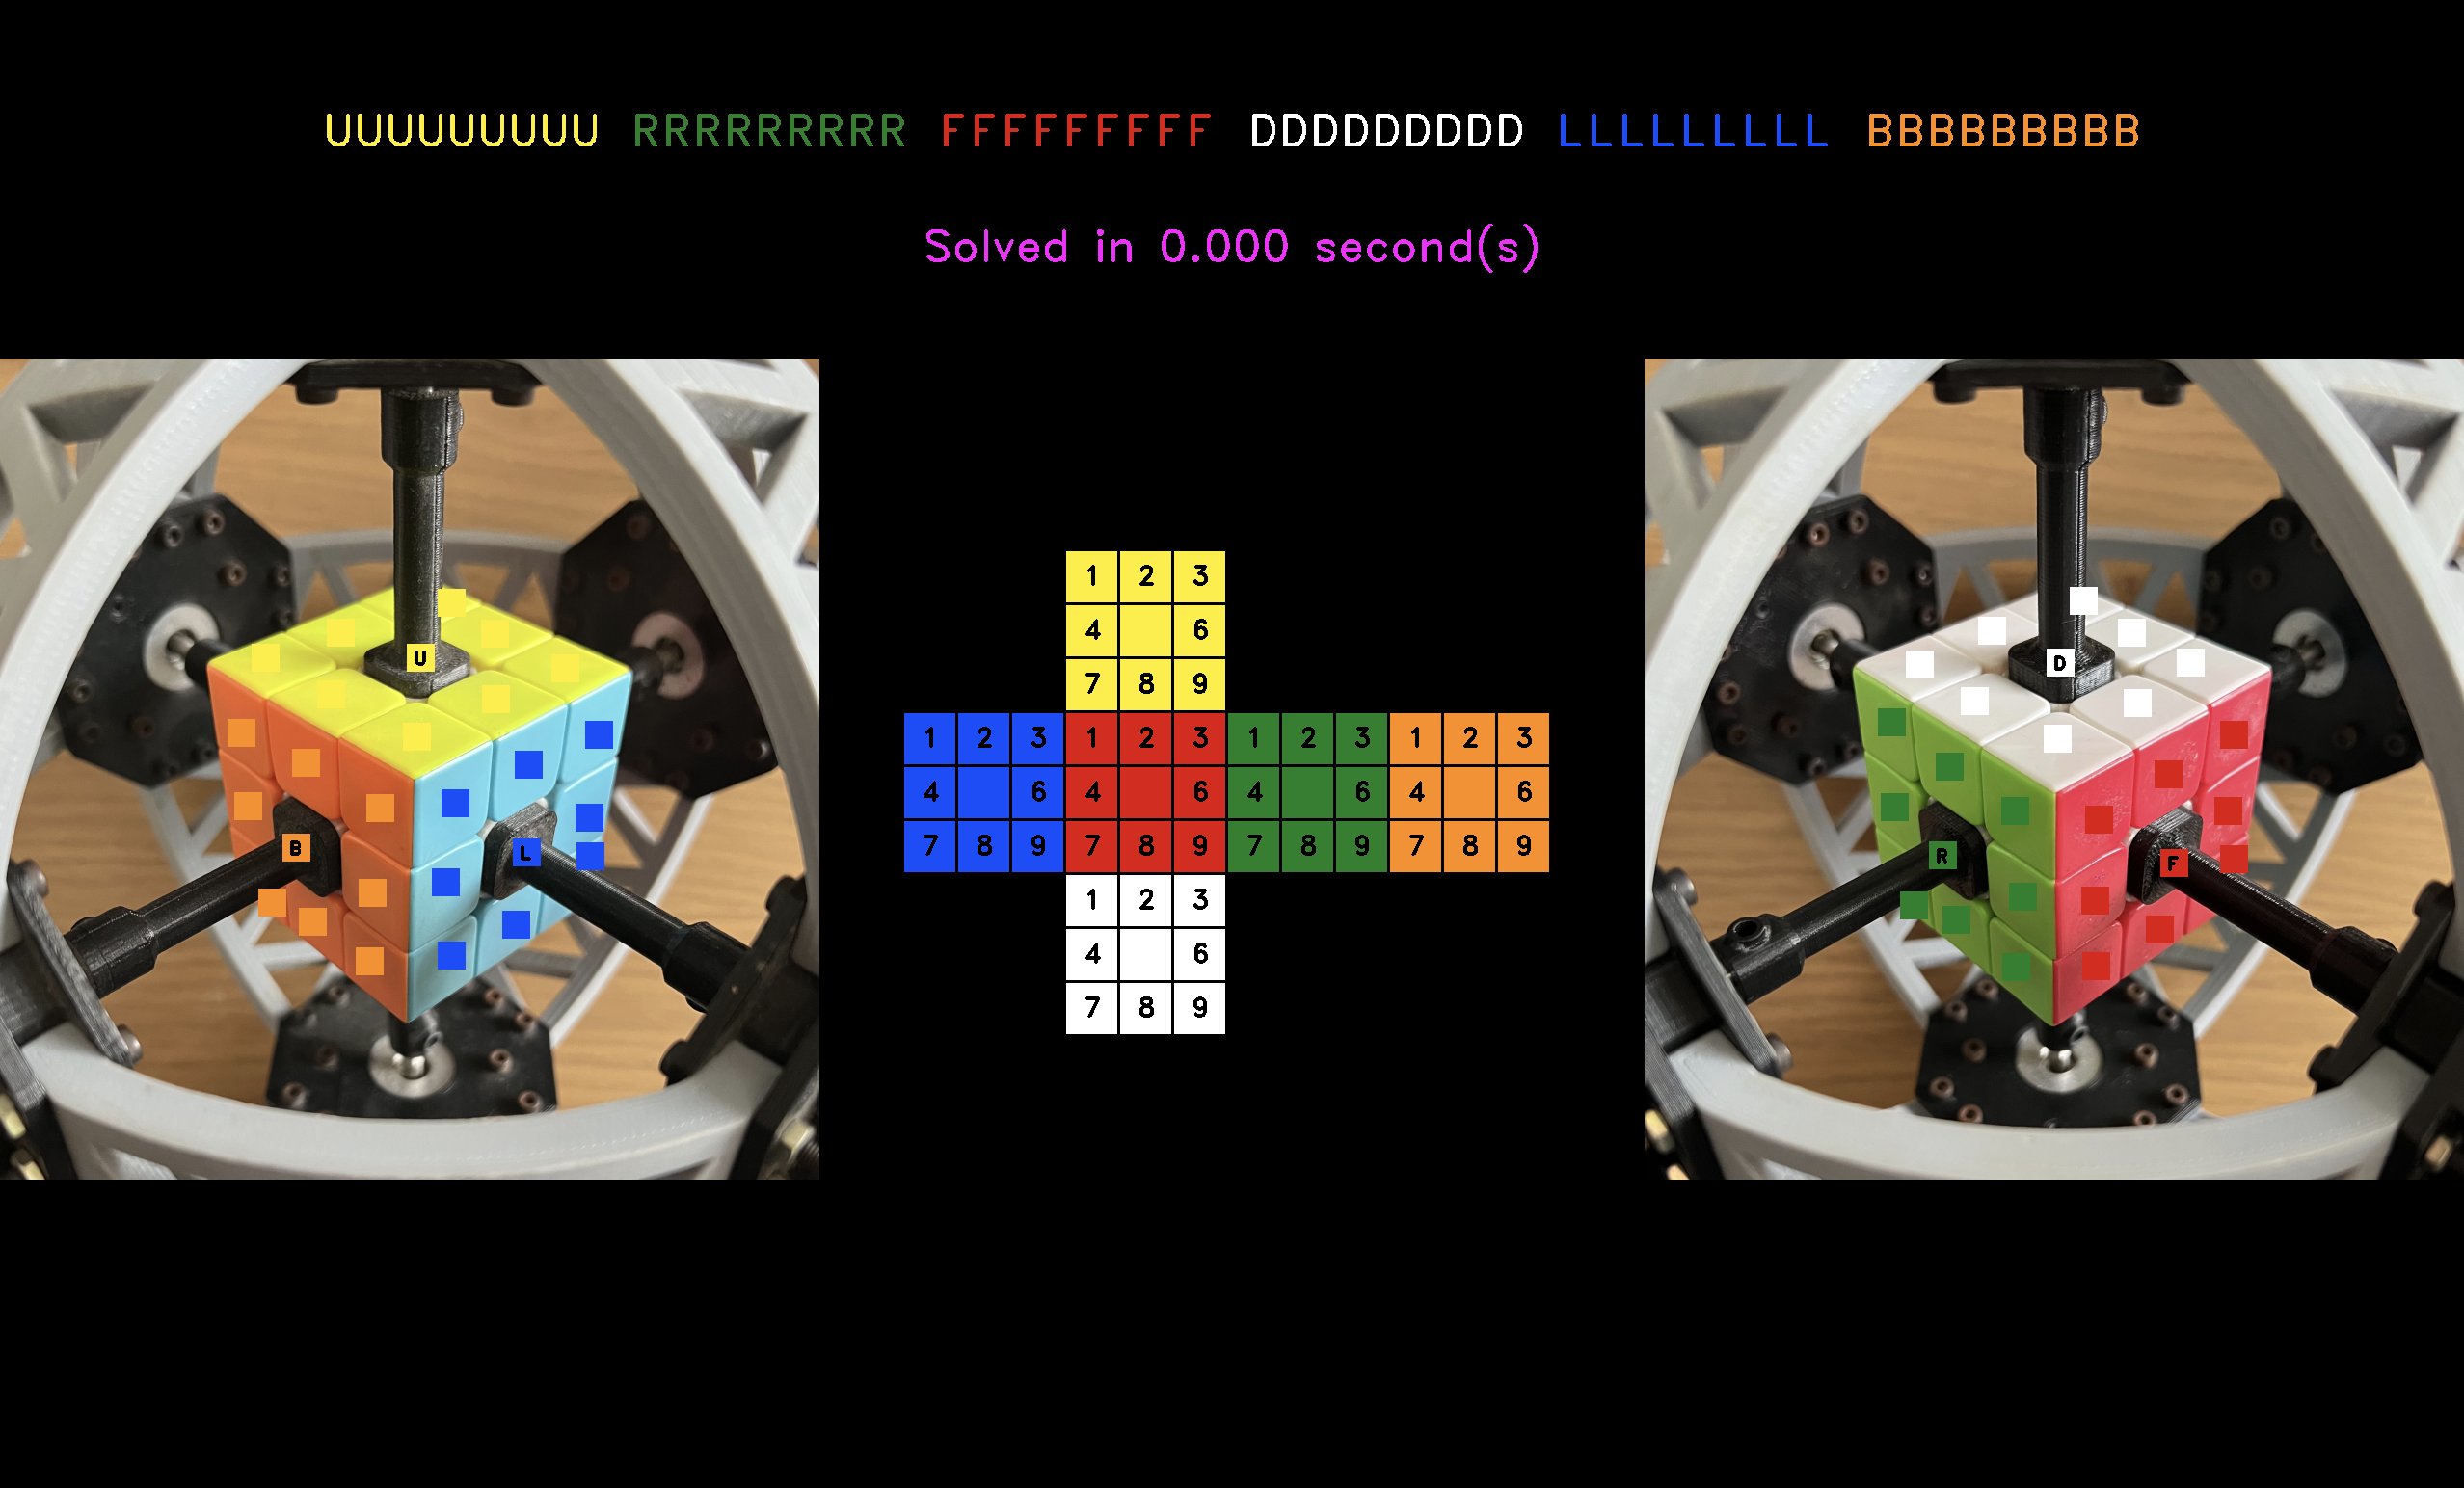 UUUUUUUUU RRRRRRRRR FFFFFFFFF DDDDDDDDD LLLLLLLLL BBBBBBBBB
Solved in 0.000 second(s)
U
B
L
1 2 3
4 6
7 8 9
1 2 3 1 2 3 1 2 3 1 2 3
4 6 4 6 4 6 4 6
7 8 9 7 8 9 7 8 9 7 8 9
1 2 3
4 6
7 8 9
D
R
F